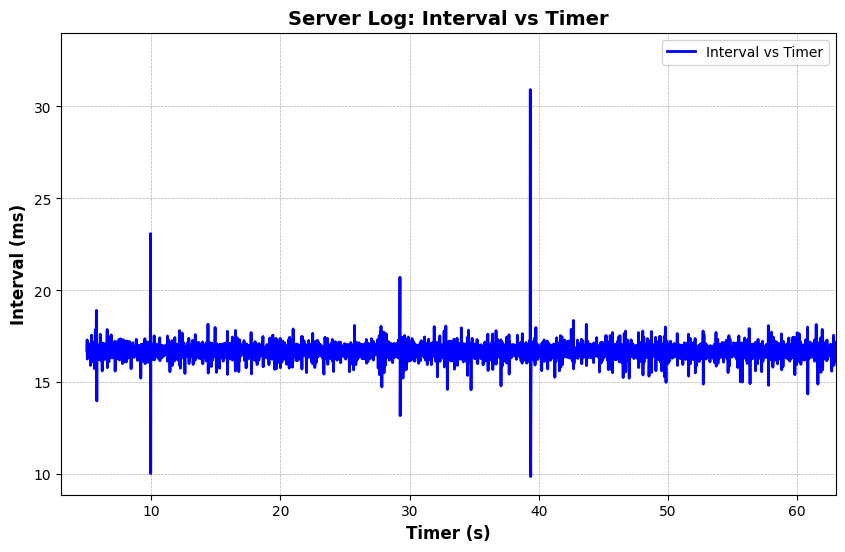 Server Log: Interval vs Timer
Interval vs Timer
30
25
20
15
10
Interval (ms)
10 20 30 40 50 60
Timer (s)